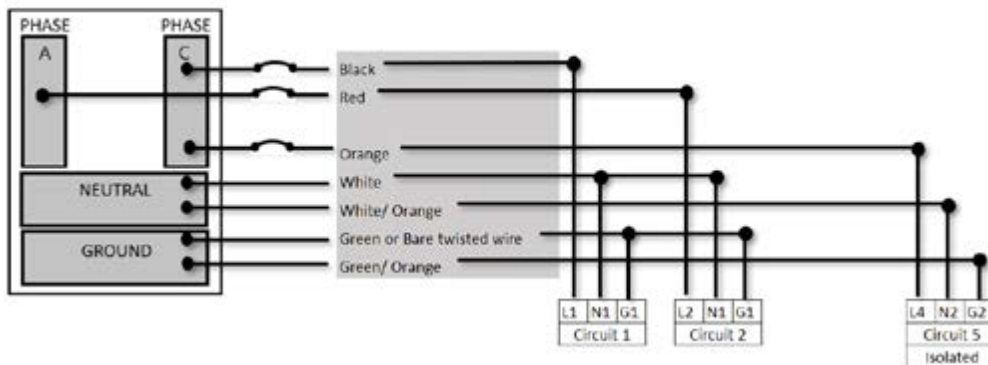 PHASE PHASE
A C
Black
Red
Orange
NEUTRAL White
White/ Orange
GROUND Green or Bare twisted wire
Green/ Orange
L1 N1 G1 L2 N1 G1 L4 N2 G2
Circuit 1 Circuit 2 Circuit 5
Isolated